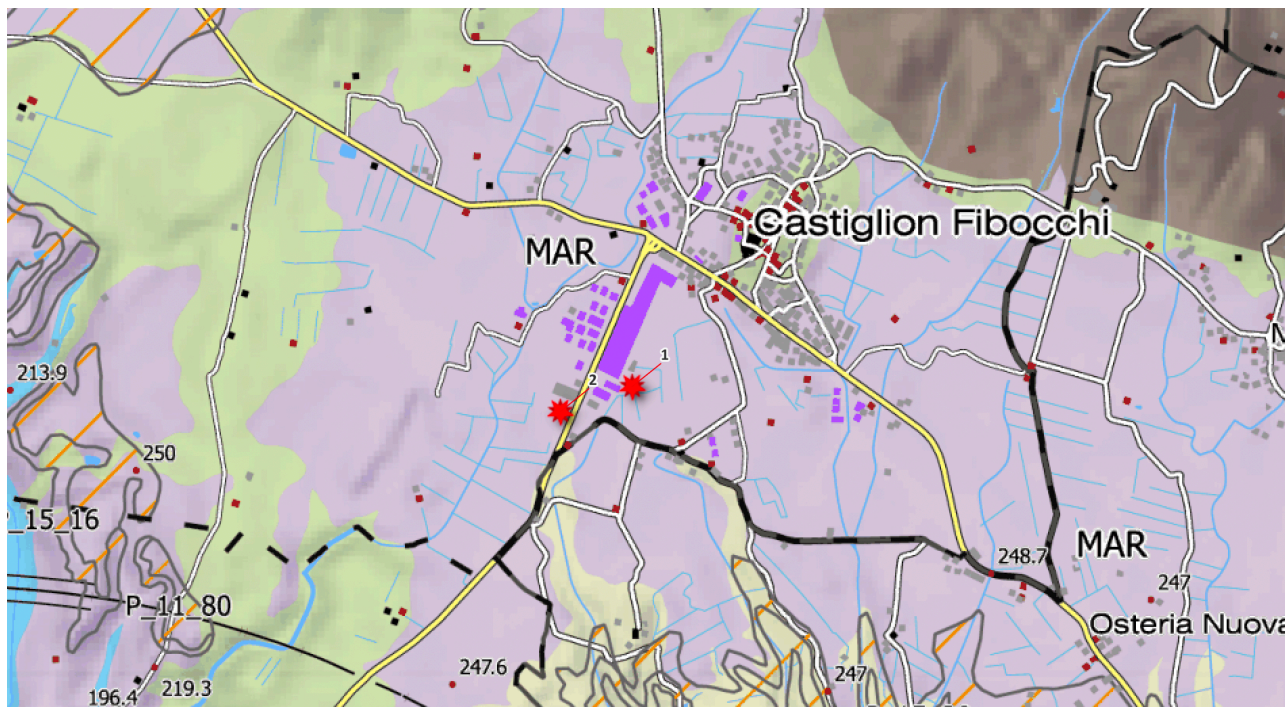 Castiglion Fibocchi
MAR
1
2
213.9
250
P_15_16
248.7
MAR
247
P_11_80
Osteria Nuova
247.6
247
219.3
196.4